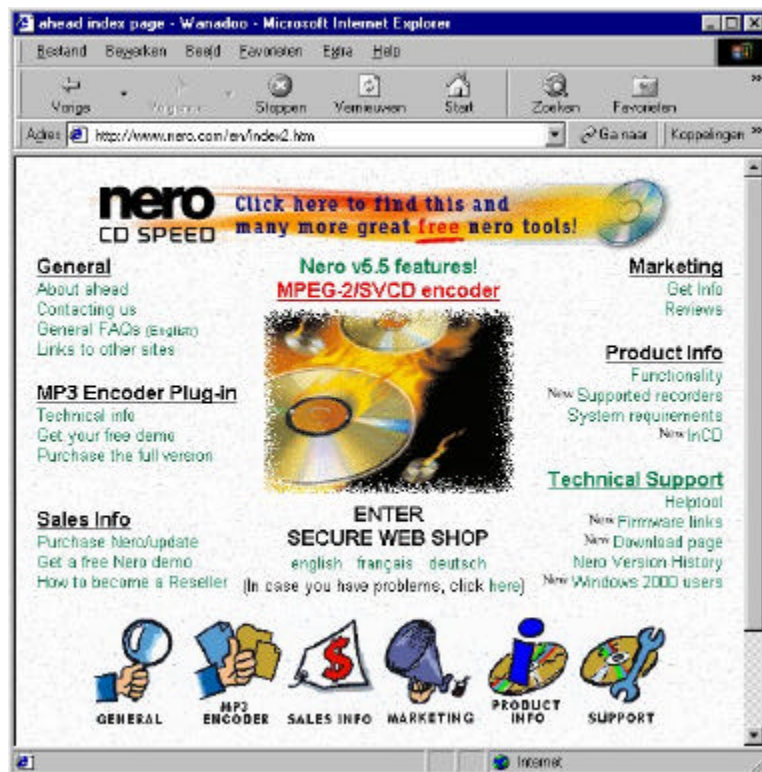 ahead index page - Wanadoo - Microsoft Internet Explorer
Bestand Bewerken Beeld Favorieten Extra Help
Vorige Stoppen Vernieuwen Start Zoeken Favorieten
Adres http://www.nero.com/en/index2.htm Ga naar Koppelingen
nero
CD SPEED
Click here to find this and
many more great free nero tools!
General
About ahead
Contacting us
General FAQs (English)
Links to other sites
MP3 Encoder Plug-in
Technical info
Get your free demo
Purchase the full version
Sales Info
Purchase Nero/update
Get a free Nero demo
How to become a Reseller
Nero v5.5 features!
MPEG-2/SVCD encoder
ENTER
SECURE WEB SHOP
english français deutsch
(In case you have problems, click here)
Marketing
Get Info
Reviews
Product Info
Functionality
New Supported recorders
System requirements
New InCD
Technical Support
Helptool
New Firmware links
New Download page
Nero Version History
New Windows 2000 users
GENERAL
MP3
ENCODER
SALES INFO
MARKETING
PRODUCT
INFO
SUPPORT
Internet